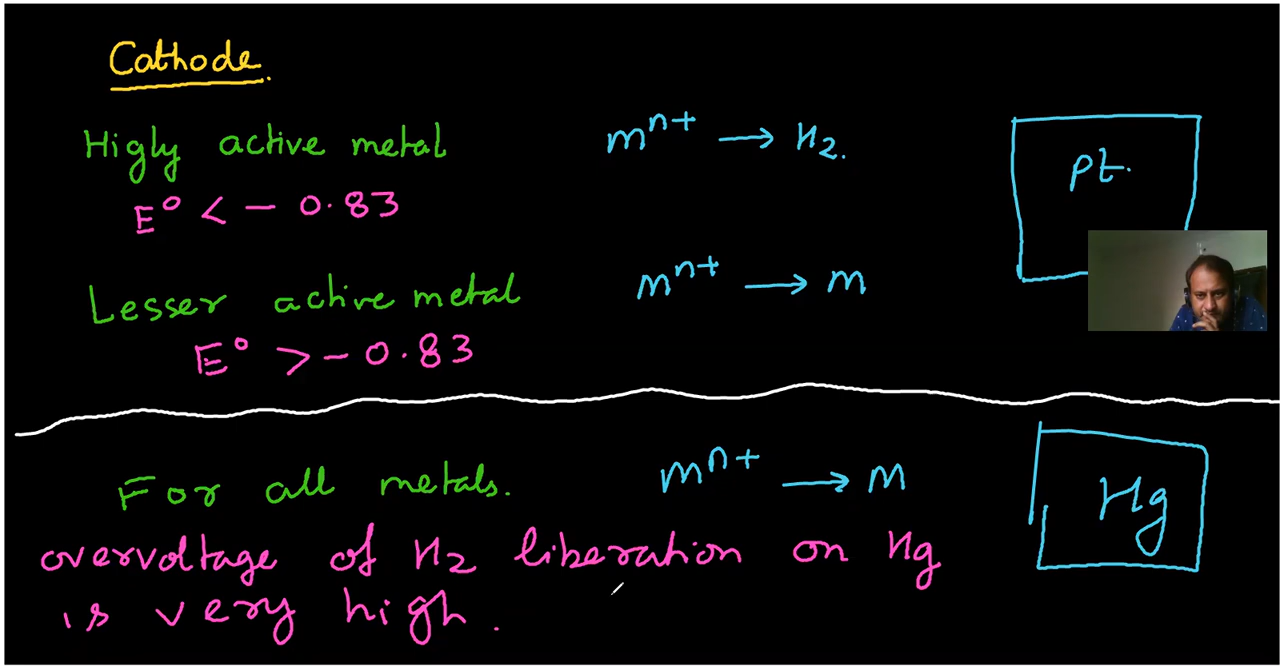 Cathode.
Higly active metal
mⁿ⁺ → H₂.
pt.
E° < - 0.83
Lesser active metal
mⁿ⁺ → m
E° > - 0.83
For all metals.
mⁿ⁺ → M
Hg
overvoltage of H₂ liberation on Hg
is very high.